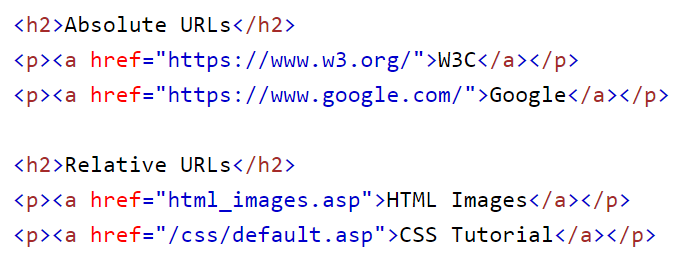 <h2>Absolute URLs</h2>
<p><a href="https://www.w3.org/">W3C</a></p>
<p><a href="https://www.google.com/">Google</a></p>
<h2>Relative URLs</h2>
<p><a href="html_images.asp">HTML Images</a></p>
<p><a href="/css/default.asp">CSS Tutorial</a></p>